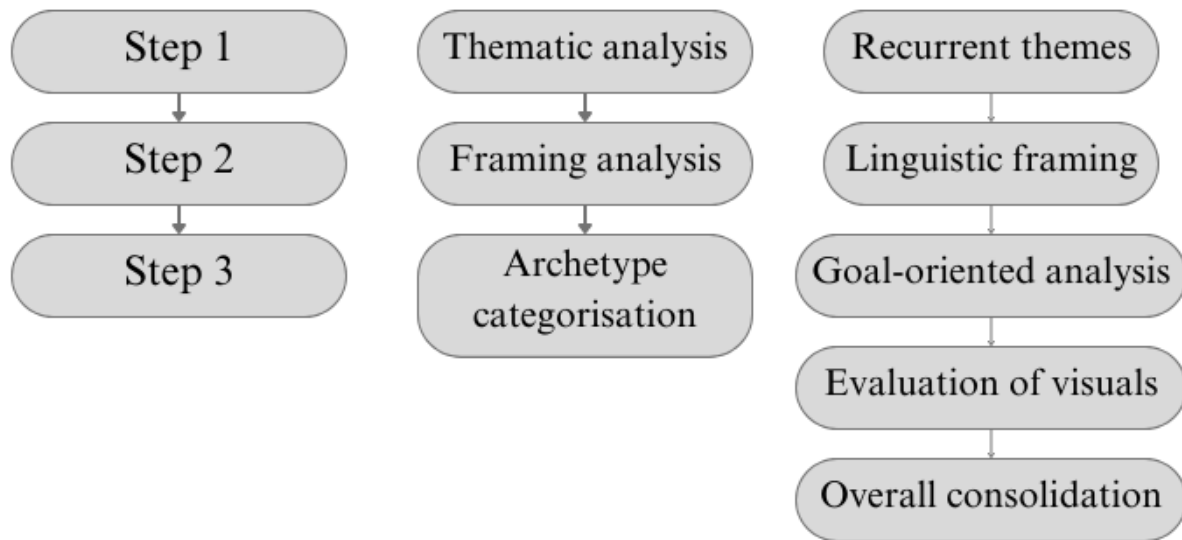 Step 1
Step 2
Step 3
Thematic analysis
Framing analysis
Archetype
categorisation
Recurrent themes
Linguistic framing
Goal-oriented analysis
Evaluation of visuals
Overall consolidation